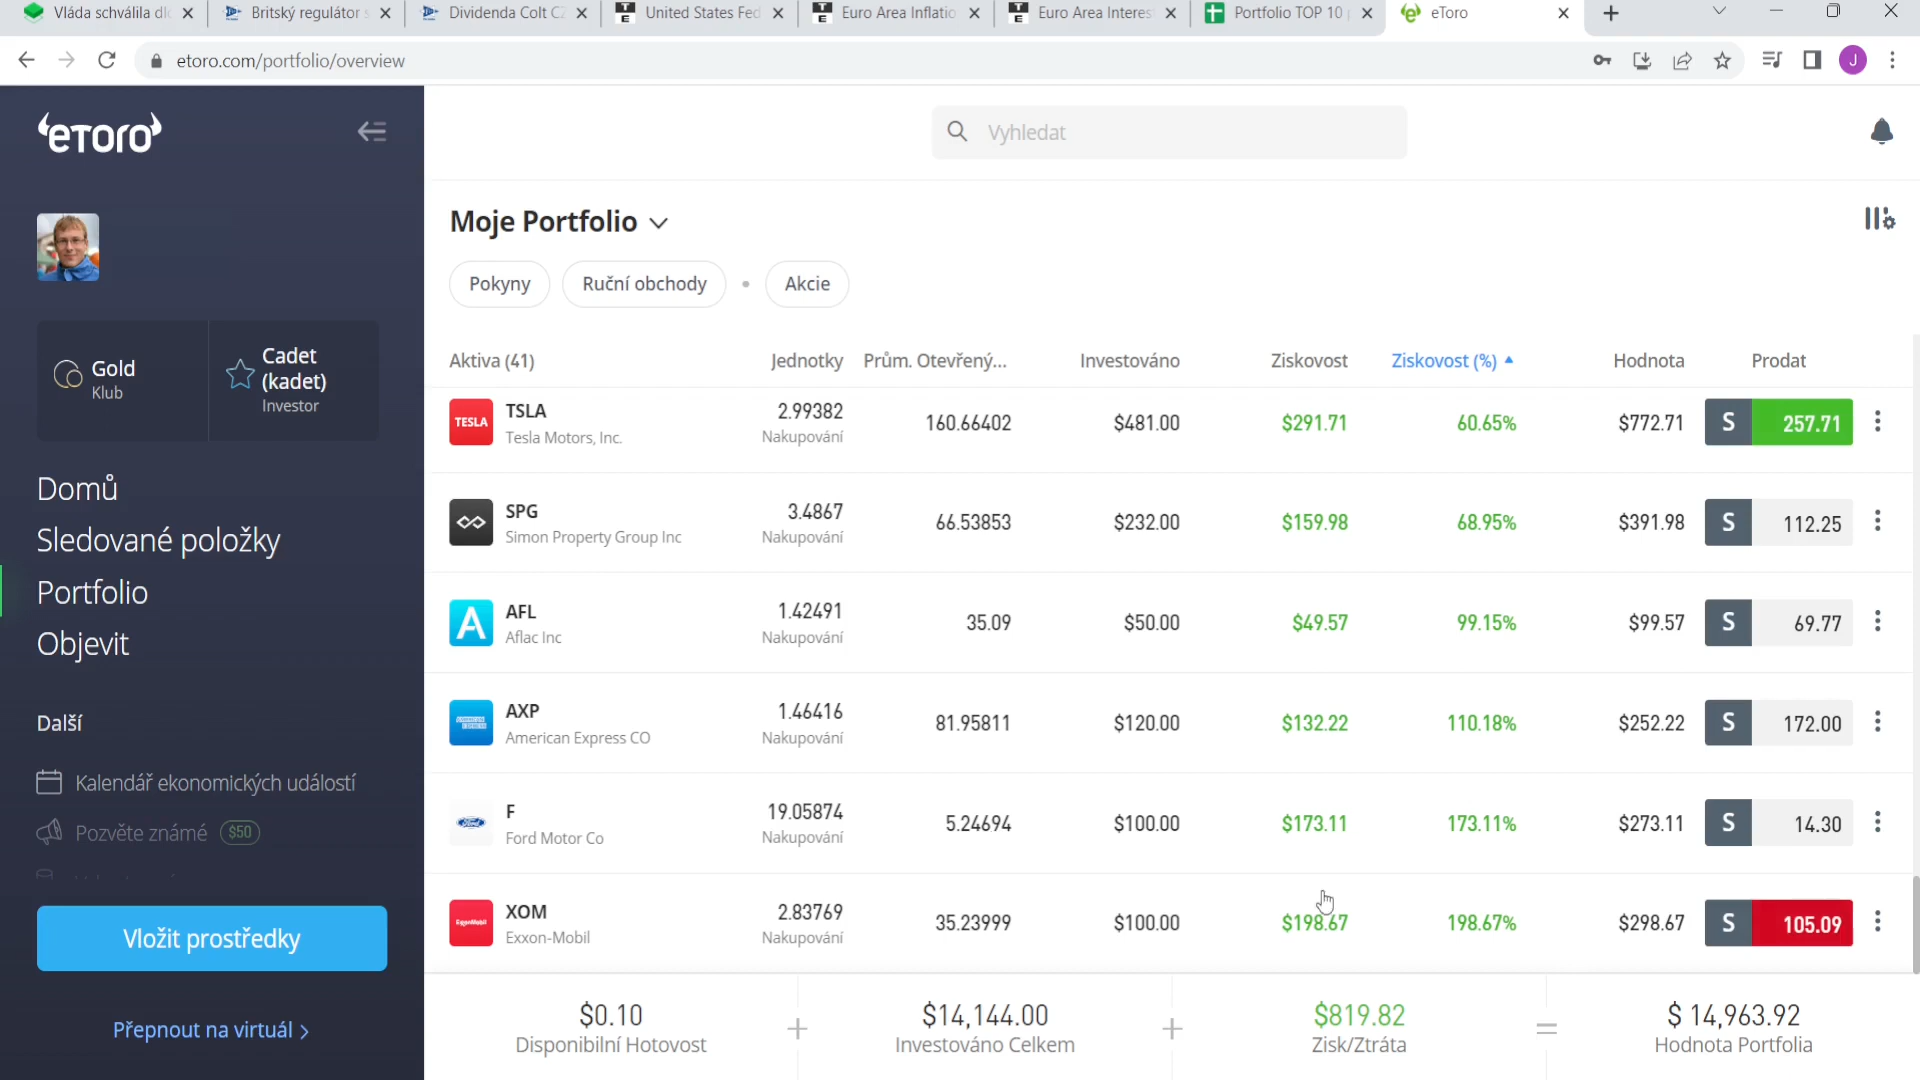 Vláda schválila dl
Britský regulátor s
Dividenda Colt CZ
United States Fed
Euro Area Inflatio
Euro Area Interes
Portfolio TOP 10
eToro
etoro.com/portfolio/overview
J
eToro
Vyhledat
Moje Portfolio
Pokyny
Ruční obchody
Akcie
Gold
Klub
Cadet
(kadet)
Investor
Domů
Sledované položky
Portfolio
Objevit
Další
Kalendář ekonomických událostí
Pozvěte známé $50
Vložit prostředky
Přepnout na virtuál
Aktiva (41) Jednotky Prům. Otevřený... Investováno Ziskovost Ziskovost (%) Hodnota Prodat
TESLA TSLA 2.99382 160.66402 $481.00 $291.71 60.65% $772.71 S 257.71
Tesla Motors, Inc. Nakupování
SPG 3.4867 66.53853 $232.00 $159.98 68.95% $391.98 S 112.25
Simon Property Group Inc Nakupování
A AFL 1.42491 35.09 $50.00 $49.57 99.15% $99.57 S 69.77
Aflac Inc Nakupování
AMERICAN EXPRESS AXP 1.46416 81.95811 $120.00 $132.22 110.18% $252.22 S 172.00
American Express CO Nakupování
Ford F 19.05874 5.24694 $100.00 $173.11 173.11% $273.11 S 14.30
Ford Motor Co Nakupování
ExxonMobil XOM 2.83769 35.23999 $100.00 $198.67 198.67% $298.67 S 105.09
Exxon-Mobil Nakupování
$0.10 + $14,144.00 + $819.82 = $ 14,963.92
Disponibilní Hotovost Investováno Celkem Zisk/Ztráta Hodnota Portfolia